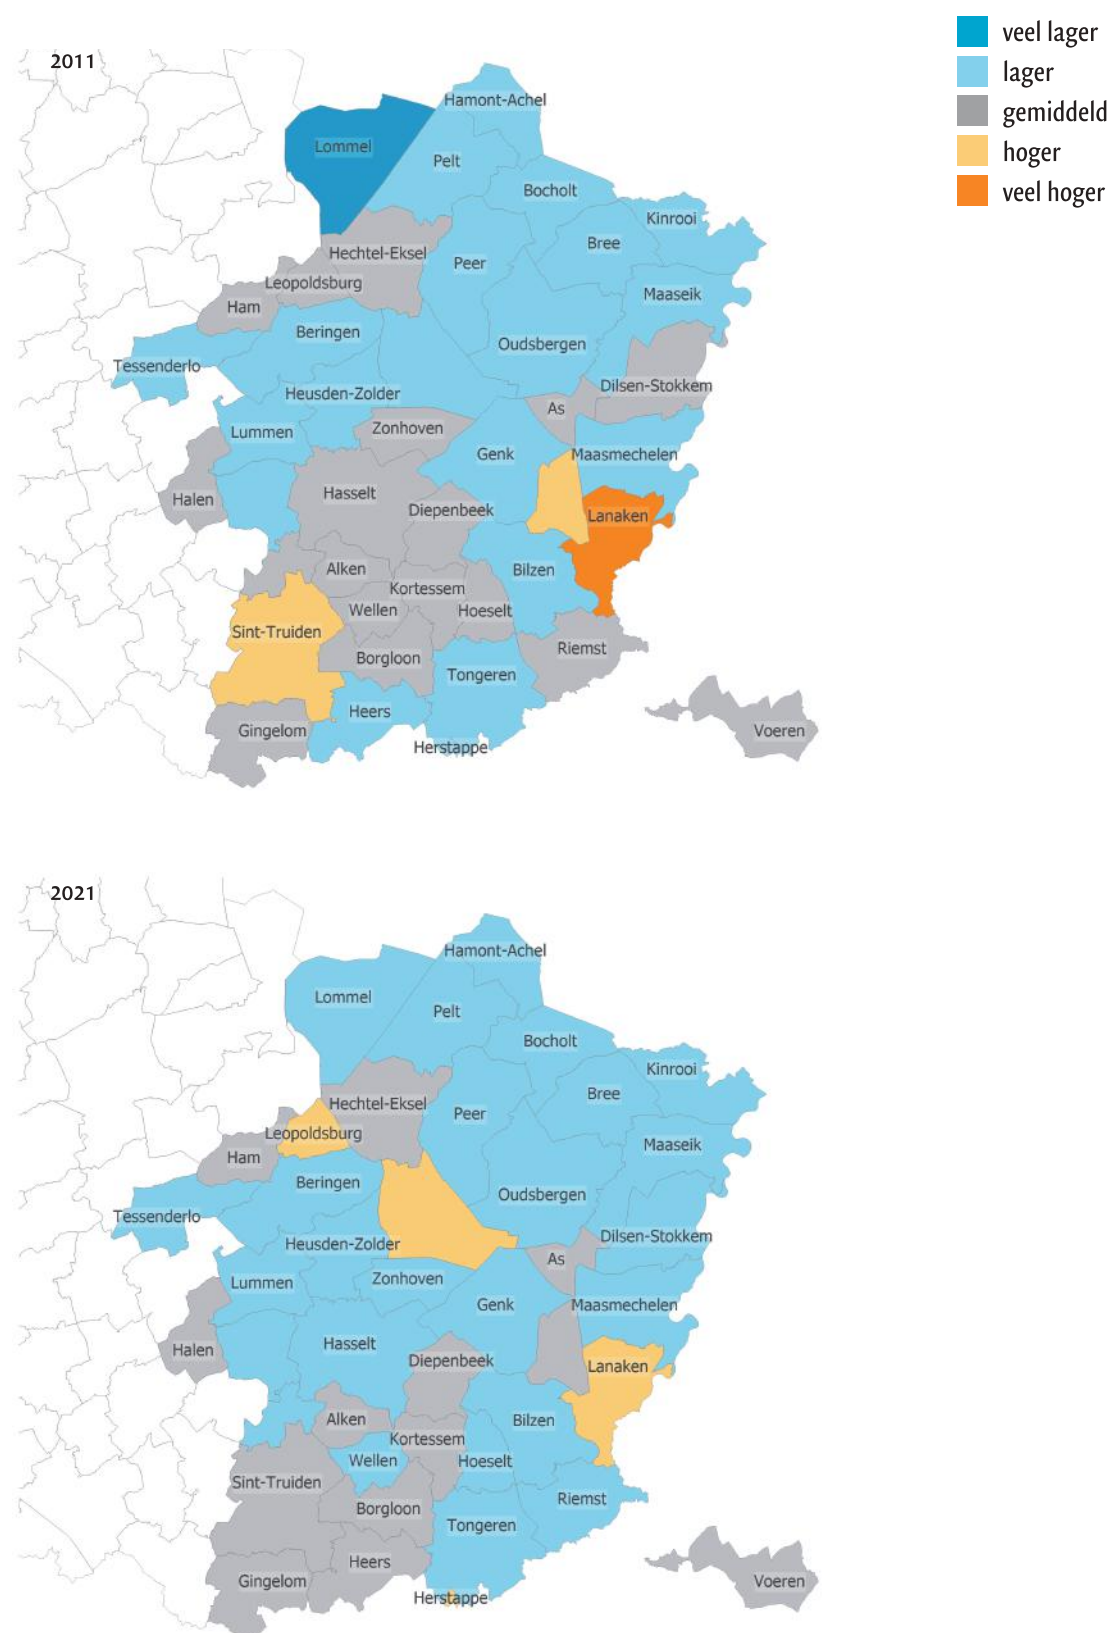 veel lager
lager
gemiddeld
hoger
veel hoger
2011
Hamont-Achel
Lommel
Pelt
Bocholt
Kinrooi
Bree
Hechtel-Eksel
Peer
Leopoldsburg
Maaseik
Ham
Beringen
Oudsbergen
Tessenderlo
Dilsen-Stokkem
Heusden-Zolder
As
Zonhoven
Lummen
Genk
Maasmechelen
Hasselt
Halen
Diepenbeek
Lanaken
Alken
Bilzen
Kortessem
Wellen
Hoeselt
Sint-Truiden
Riemst
Borgloon
Tongeren
Heers
Gingelom
Voeren
Herstappe
2021
Hamont-Achel
Lommel
Pelt
Bocholt
Kinrooi
Bree
Hechtel-Eksel
Peer
Leopoldsburg
Maaseik
Ham
Beringen
Oudsbergen
Tessenderlo
Dilsen-Stokkem
Heusden-Zolder
As
Zonhoven
Lummen
Genk
Maasmechelen
Hasselt
Halen
Diepenbeek
Lanaken
Alken
Bilzen
Kortessem
Wellen
Hoeselt
Sint-Truiden
Riemst
Borgloon
Tongeren
Heers
Gingelom
Voeren
Herstappe